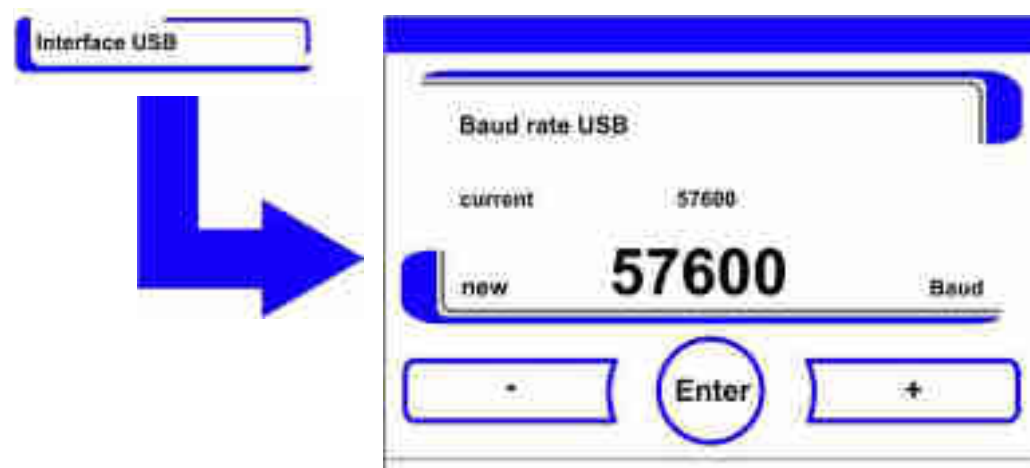 Interface USB
Baud rate USB
current 57600
new 57600 Baud
- Enter +